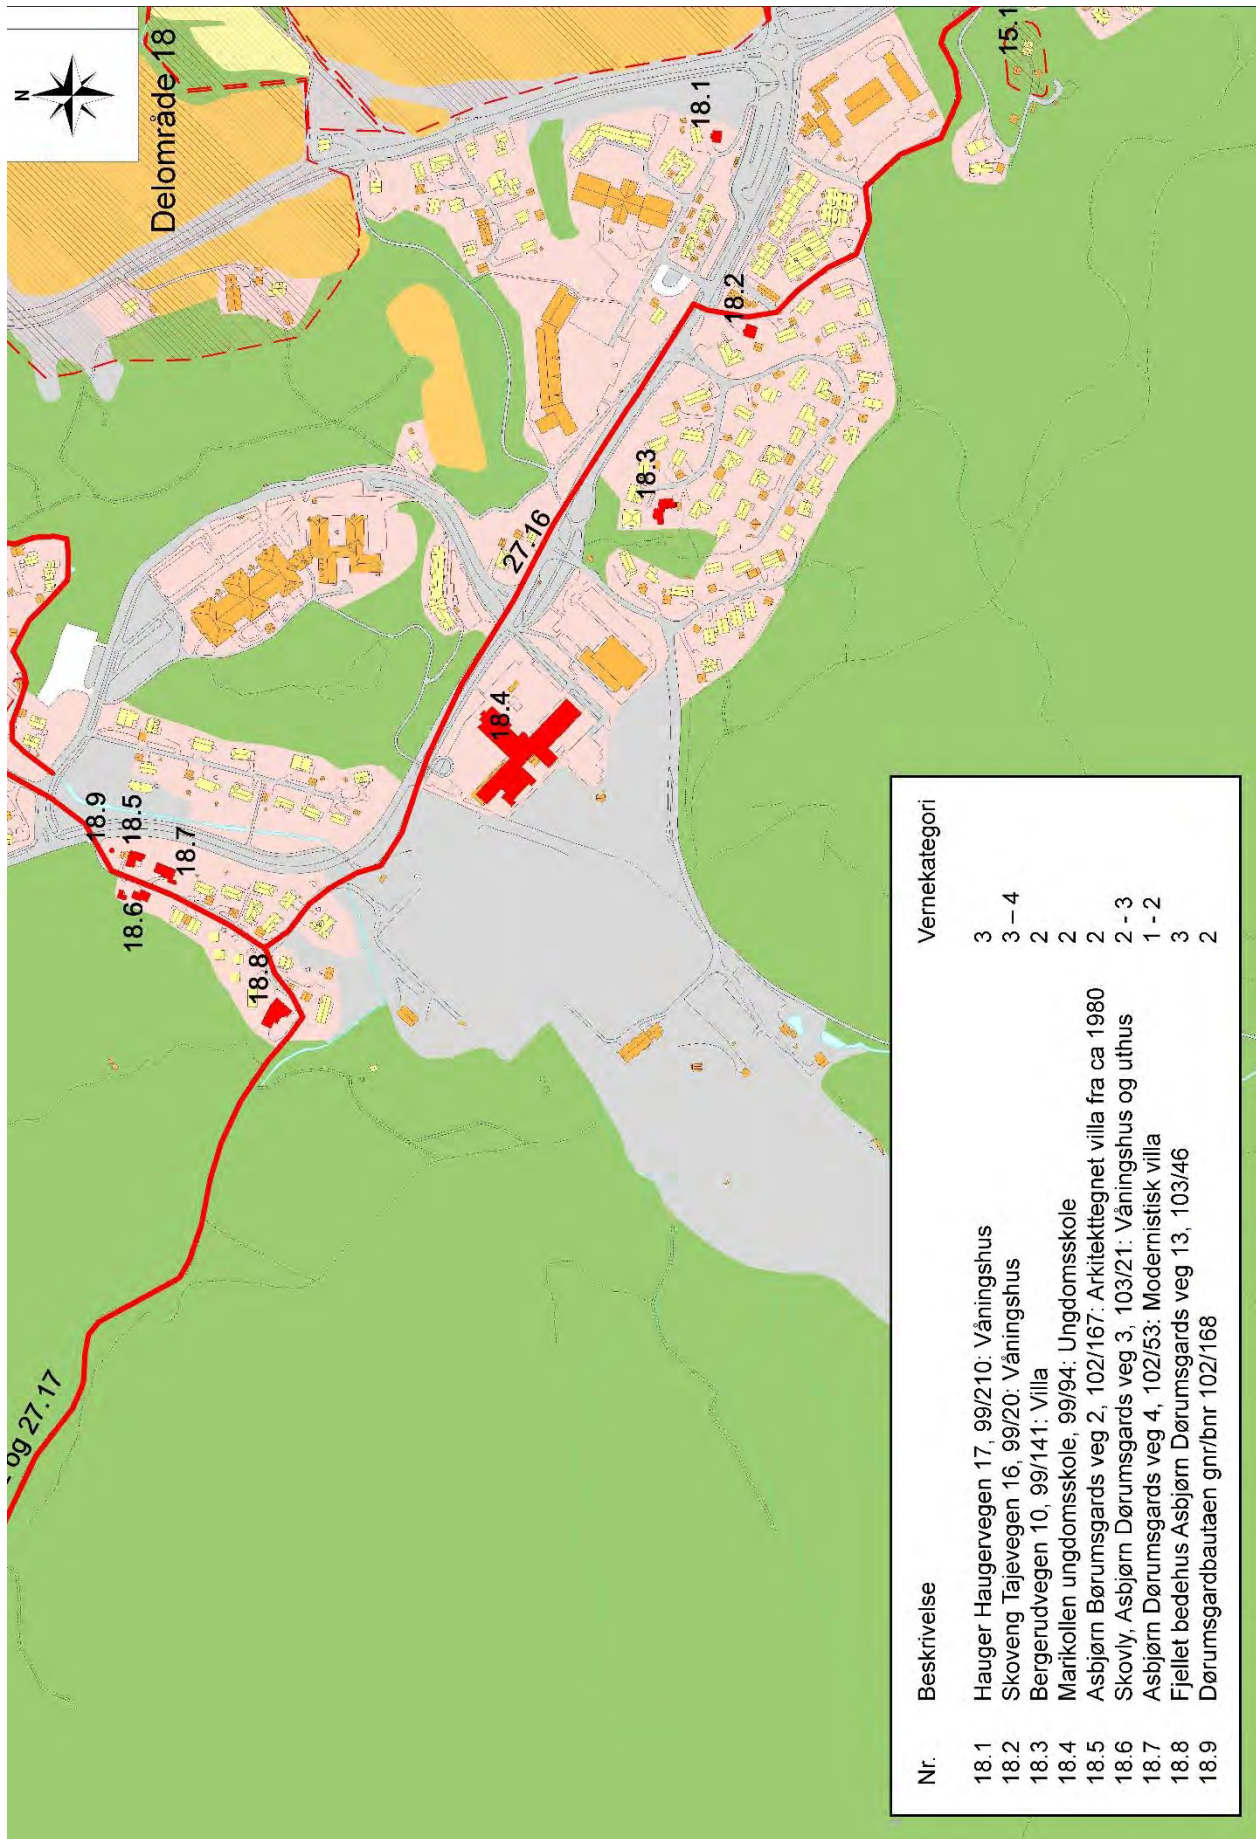 N
Delområde 18
15.1
18.1
18.2
18.3
27.16
18.4
18.9
18.5
18.7
18.6
18.8
og 27.17
Nr. Beskrivelse Vernekategori
18.1 Hauger Haugervegen 17, 99/210: Våningshus 3
18.2 Skoveng Tajevegen 16, 99/20: Våningshus 3 – 4
18.3 Bergerudvegen 10, 99/141: Villa 2
18.4 Marikollen ungdomsskole, 99/94: Ungdomsskole 2
18.5 Asbjørn Børumsgards veg 2, 102/167: Arkitekttegnet villa fra ca 1980 2
18.6 Skovly, Asbjørn Dørumsgards veg 3, 103/21: Våningshus og uthus 2 - 3
18.7 Asbjørn Dørumsgards veg 4, 102/53: Modernistisk villa 1 - 2
18.8 Fjellet bedehus Asbjørn Dørumsgards veg 13, 103/46 3
18.9 Dørumsgardbautaen gnr/bnr 102/168 2